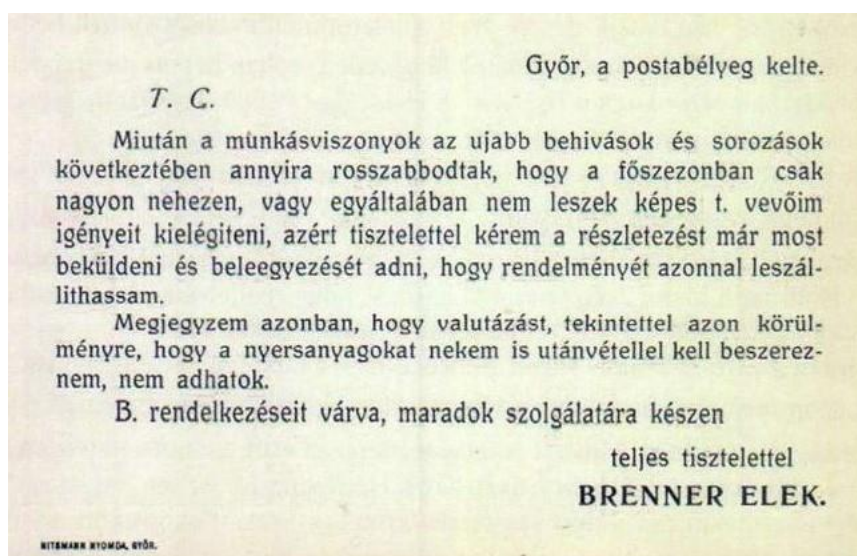 Győr, a postabélyeg kelte.
T. C.
Miután a munkásviszonyok az ujabb behivások és sorozások
következtében annyira rosszabbodtak, hogy a főszezonban csak
nagyon nehezen, vagy egyáltalában nem leszek képes t. vevőim
igényeit kielégiteni, azért tisztelettel kérem a részletezést már most
beküldeni és beleegyezését adni, hogy rendelményét azonnal leszál-
lithassam.
Megjegyzem azonban, hogy valutázást, tekintettel azon körül-
ményre, hogy a nyersanyagokat nekem is utánvétellel kell beszerez-
nem, nem adhatok.
B. rendelkezéseit várva, maradok szolgálatára készen
teljes tisztelettel
BRENNER ELEK.
NYOMDA, GYŐR.